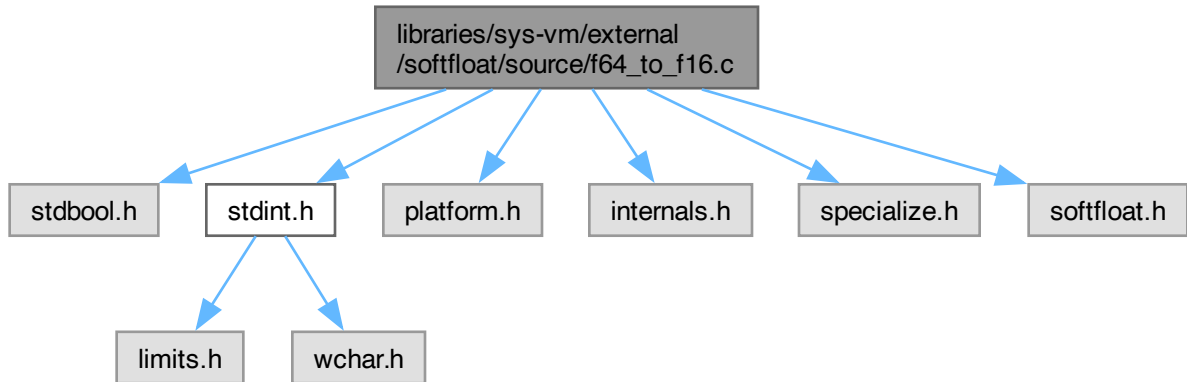 libraries/sys-vm/external
/softfloat/source/f64_to_f16.c
stdbool.h
stdint.h
platform.h
internals.h
specialize.h
softfloat.h
limits.h
wchar.h